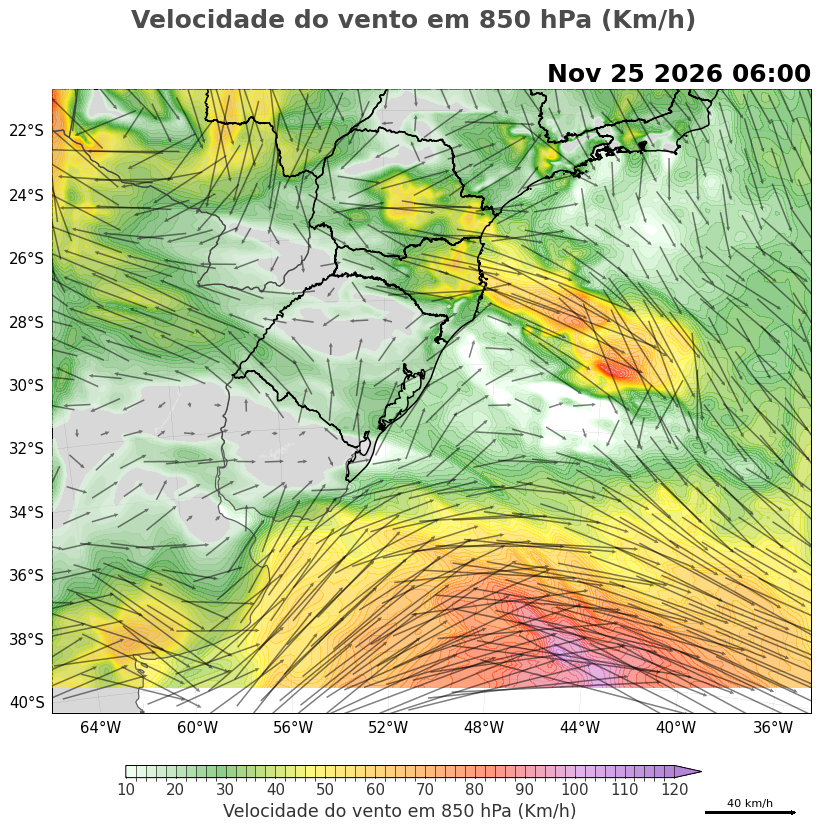 Velocidade do vento em 850 hPa (Km/h)
Nov 25 2026 06:00
22°S
24°S
26°S
28°S
30°S
32°S
34°S
36°S
38°S
40°S
64°W 60°W 56°W 52°W 48°W 44°W 40°W 36°W
10 20 30 40 50 60 70 80 90 100 110 120
Velocidade do vento em 850 hPa (Km/h)
40 km/h